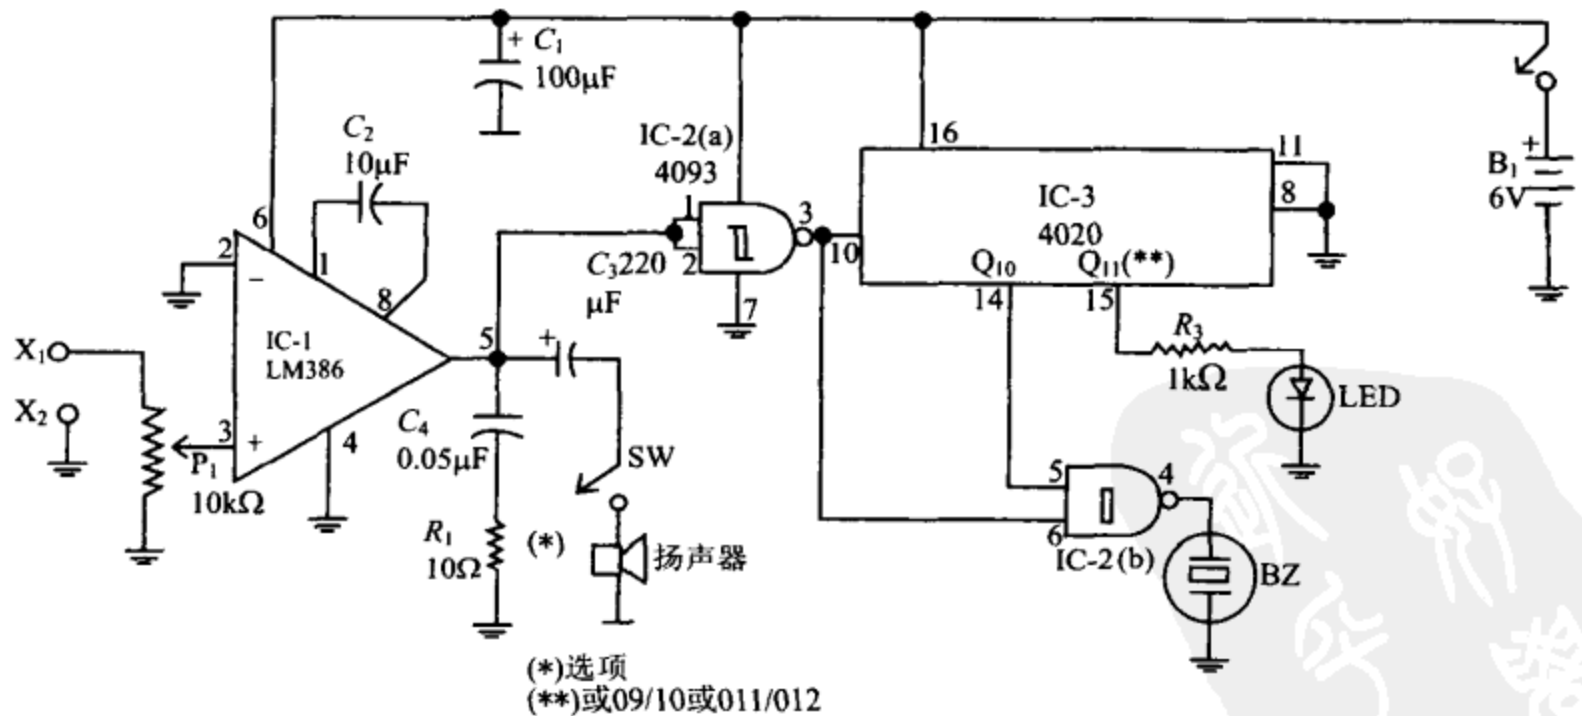 + C₁
100μF
C₂
10μF
IC-2(a)
4093
16
11
8
IC-3
4020
Q₁₀
Q₁₁(**)
14
15
10
B₁
6V
+
6
2
1
8
−
IC-1
LM386
3
+
4
5
X₁
X₂
P₁
10kΩ
1
2
3
7
C₃220
μF
+
C₄
0.05μF
R₁
10Ω
SW
(*)
扬声器
R₃
1kΩ
LED
5
6
4
IC-2(b)
BZ
(*)选项
(**)或09/10或011/012